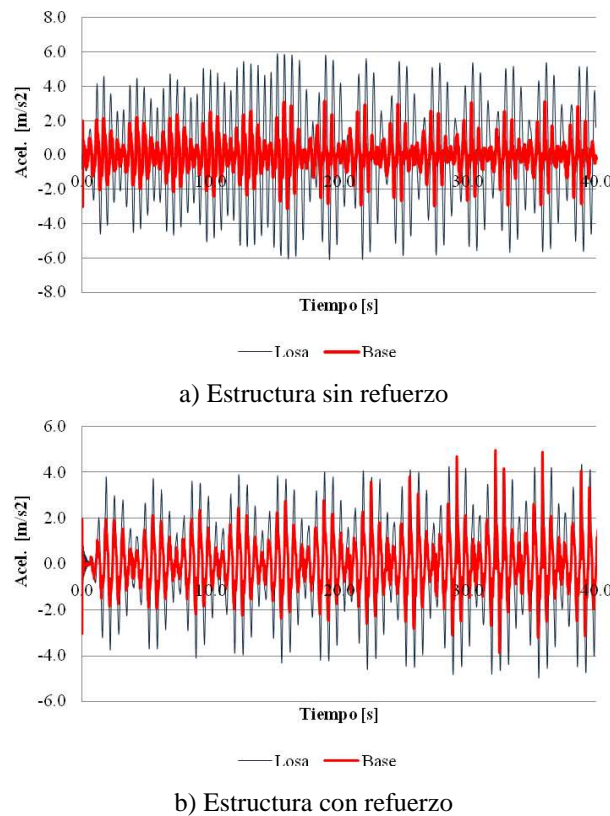 8.0
6.0
4.0
2.0
0.0
-2.0
-4.0
-6.0
-8.0
Acel. [m/s2]
0.0 10.0 20.0 30.0 40.0
Tiempo [s]
Losa Base
a) Estructura sin refuerzo
6.0
4.0
2.0
0.0
-2.0
-4.0
-6.0
Acel. [m/s2]
0.0 10.0 20.0 30.0 40.0
Tiempo [s]
Losa Base
b) Estructura con refuerzo